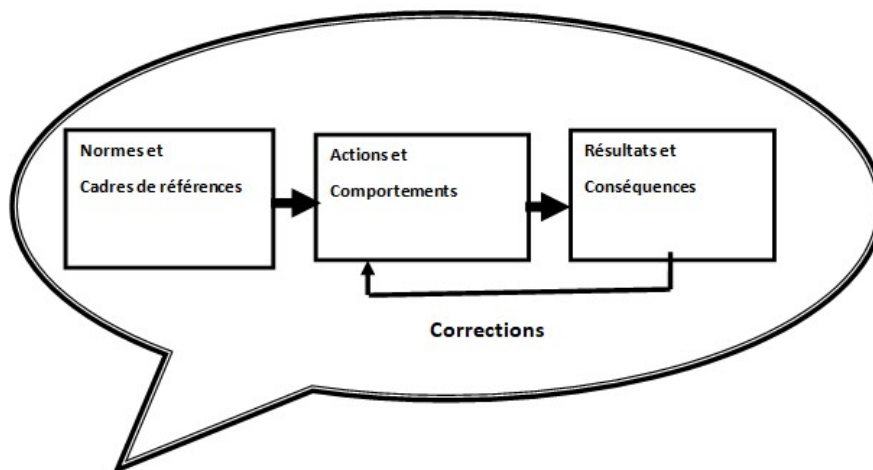 Normes et
Cadres de références
Actions et
Comportements
Résultats et
Conséquences
Corrections